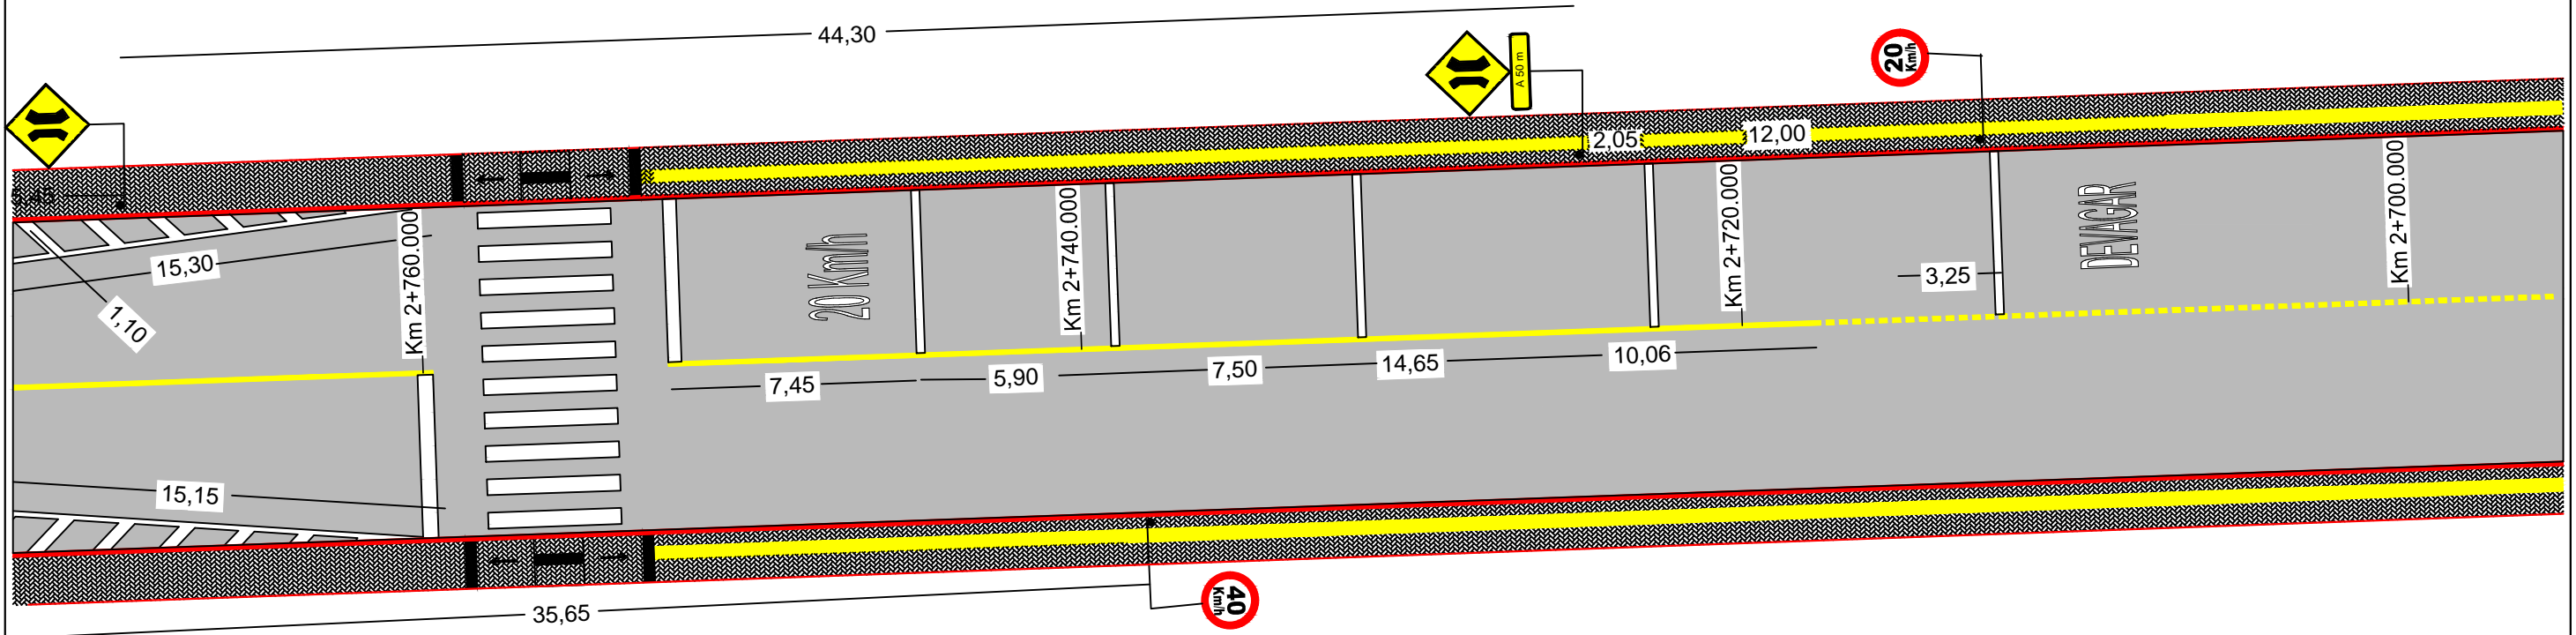 44,30
A 50 m
20
Km/h
2,05
12,00
5,45
15,30
1,10
Km 2+760.000
20 Km/h
Km 2+740.000
Km 2+720.000
3,25
DEVAGAR
Km 2+700.000
7,45
5,90
7,50
14,65
10,06
15,15
35,65
40
Km/h